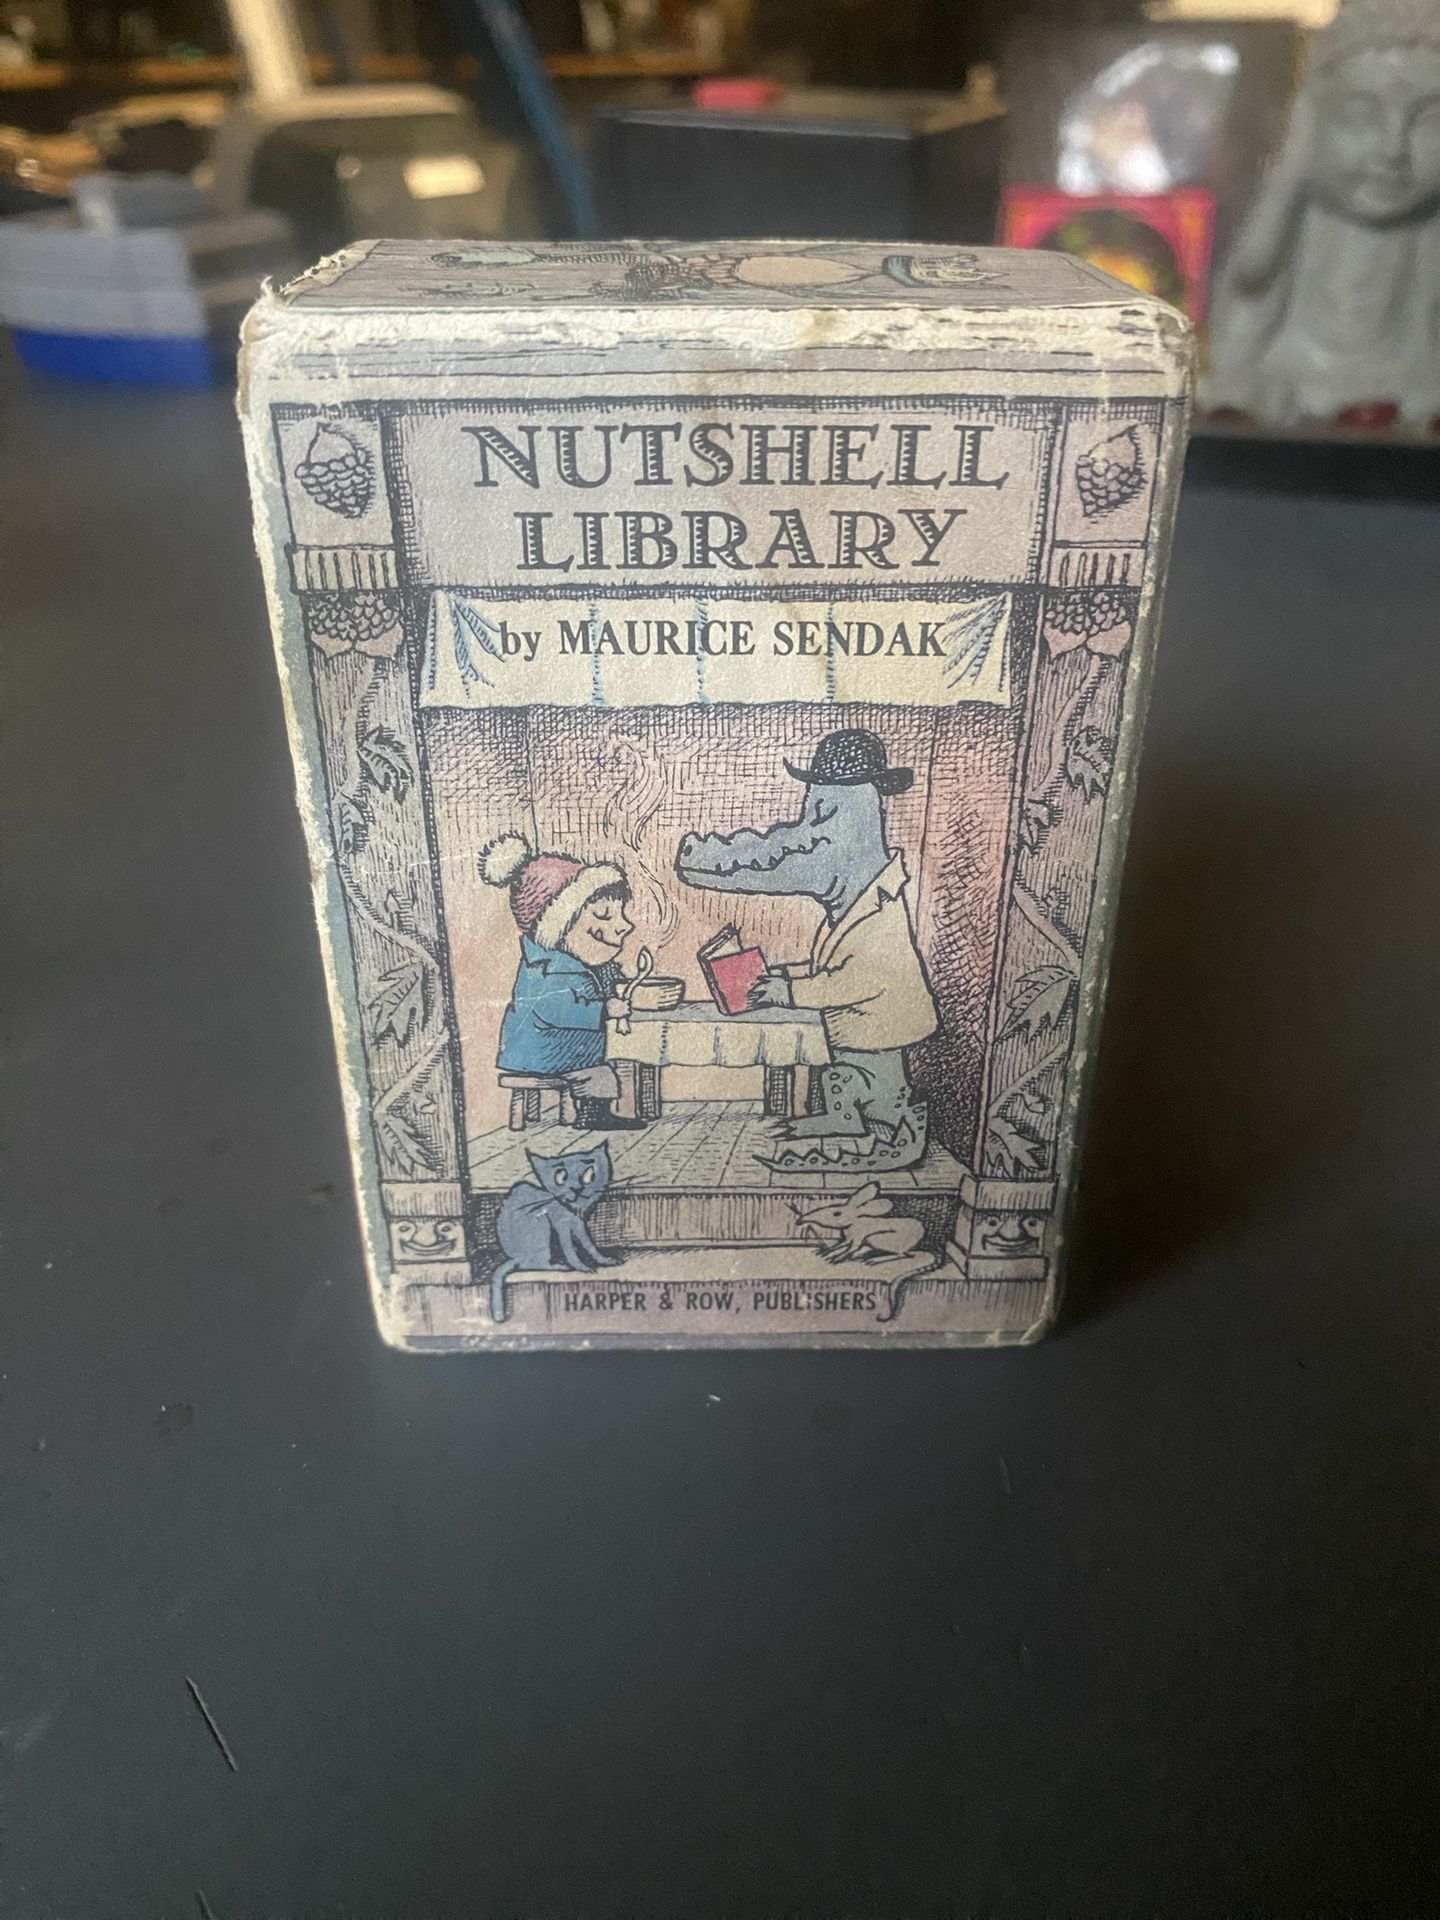 NUTSHELL
LIBRARY
by MAURICE SENDAK
HARPER & ROW, PUBLISHERS